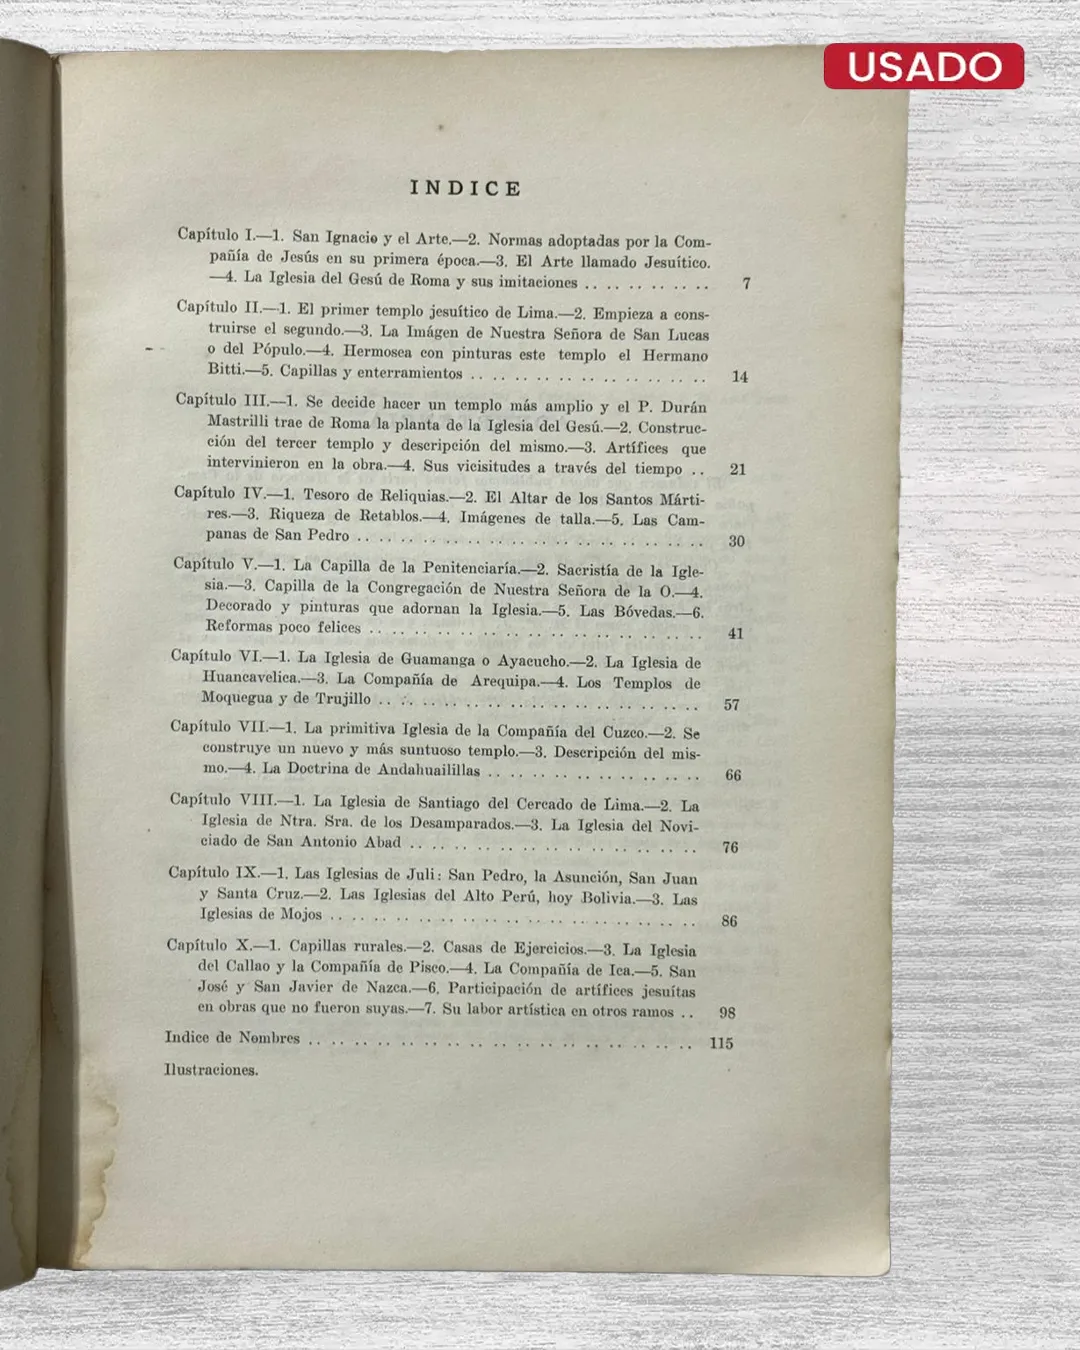 USADO
INDICE
Capítulo I.—1. San Ignacio y el Arte.—2. Normas adoptadas por la Com-
pañía de Jesús en su primera época.—3. El Arte llamado Jesuítico.
—4. La Iglesia del Gesú de Roma y sus imitaciones .. .. .. .. .. .. 7
Capítulo II.—1. El primer templo jesuítico de Lima.—2. Empieza a cons-
truirse el segundo.—3. La Imágen de Nuestra Señora de San Lucas
o del Pópulo.—4. Hermosea con pinturas este templo el Hermano
Bitti.—5. Capillas y enterramientos .. .. .. .. .. .. .. .. .. .. .. 14
Capítulo III.—1. Se decide hacer un templo más amplio y el P. Durán
Mastrilli trae de Roma la planta de la Iglesia del Gesú.—2. Construc-
ción del tercer templo y descripción del mismo.—3. Artífices que
intervinieron en la obra.—4. Sus vicisitudes a través del tiempo .. 21
Capítulo IV.—1. Tesoro de Reliquias.—2. El Altar de los Santos Márti-
res.—3. Riqueza de Retablos.—4. Imágenes de talla.—5. Las Cam-
panas de San Pedro .. .. .. .. .. .. .. .. .. .. .. .. .. .. .. 30
Capítulo V.—1. La Capilla de la Penitenciaría.—2. Sacristía de la Igle-
sia.—3. Capilla de la Congregación de Nuestra Señora de la O.—4.
Decorado y pinturas que adornan la Iglesia.—5. Las Bóvedas.—6.
Reformas poco felices .. .. .. .. .. .. .. .. .. .. .. .. .. .. .. 41
Capítulo VI.—1. La Iglesia de Guamanga o Ayacucho.—2. La Iglesia de
Huancavelica.—3. La Compañía de Arequipa.—4. Los Templos de
Moquegua y de Trujillo .. .. .. .. .. .. .. .. .. .. .. .. .. .. 57
Capítulo VII.—1. La primitiva Iglesia de la Compañía del Cuzco.—2. Se
construye un nuevo y más suntuoso templo.—3. Descripción del mis-
mo.—4. La Doctrina de Andahuailillas .. .. .. .. .. .. .. .. .. 66
Capítulo VIII.—1. La Iglesia de Santiago del Cercado de Lima.—2. La
Iglesia de Ntra. Sra. de los Desamparados.—3. La Iglesia del Novi-
ciado de San Antonio Abad .. .. .. .. .. .. .. .. .. .. .. .. .. 76
Capítulo IX.—1. Las Iglesias de Juli: San Pedro, la Asunción, San Juan
y Santa Cruz.—2. Las Iglesias del Alto Perú, hoy Bolivia.—3. Las
Iglesias de Mojos .. .. .. .. .. .. .. .. .. .. .. .. .. .. .. .. 86
Capítulo X.—1. Capillas rurales.—2. Casas de Ejercicios.—3. La Iglesia
del Callao y la Compañía de Pisco.—4. La Compañía de Ica.—5. San
José y San Javier de Nazca.—6. Participación de artífices jesuítas
en obras que no fueron suyas.—7. Su labor artística en otros ramos .. 98
Indice de Nombres .. .. .. .. .. .. .. .. .. .. .. .. .. .. .. .. .. 115
Ilustraciones.